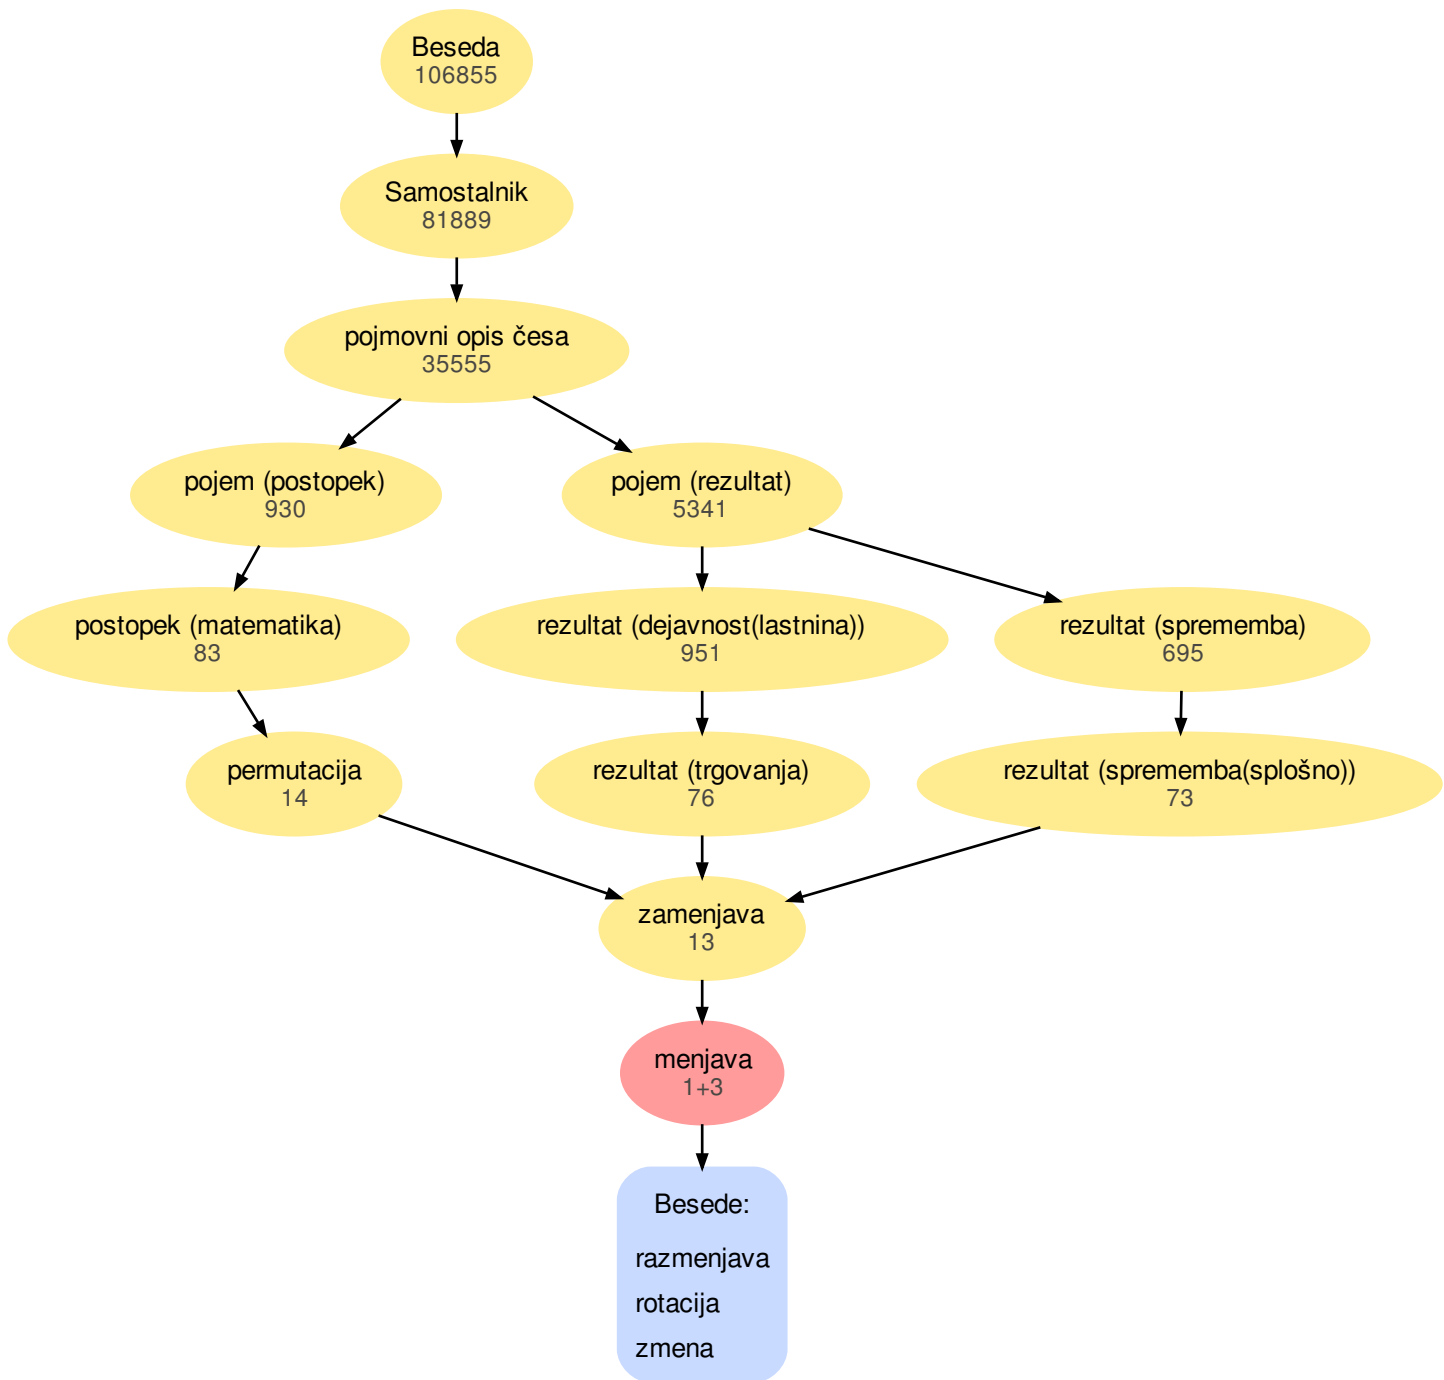 Beseda
106855
Samostalnik
81889
pojmovni opis česa
35555
pojem (postopek)
930
pojem (rezultat)
5341
postopek (matematika)
83
rezultat (dejavnost(lastnina))
951
rezultat (sprememba)
695
permutacija
14
rezultat (trgovanja)
76
rezultat (sprememba(splošno))
73
zamenjava
13
menjava
1+3
Besede:
razmenjava
rotacija
zmena